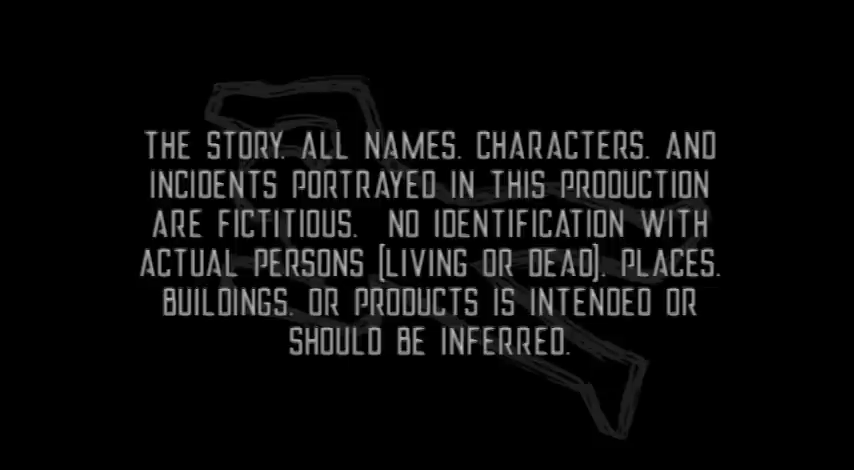 THE STORY, ALL NAMES, CHARACTERS, AND
INCIDENTS PORTRAYED IN THIS PRODUCTION
ARE FICTITIOUS. NO IDENTIFICATION WITH
ACTUAL PERSONS (LIVING OR DEAD), PLACES,
BUILDINGS, OR PRODUCTS IS INTENDED OR
SHOULD BE INFERRED.